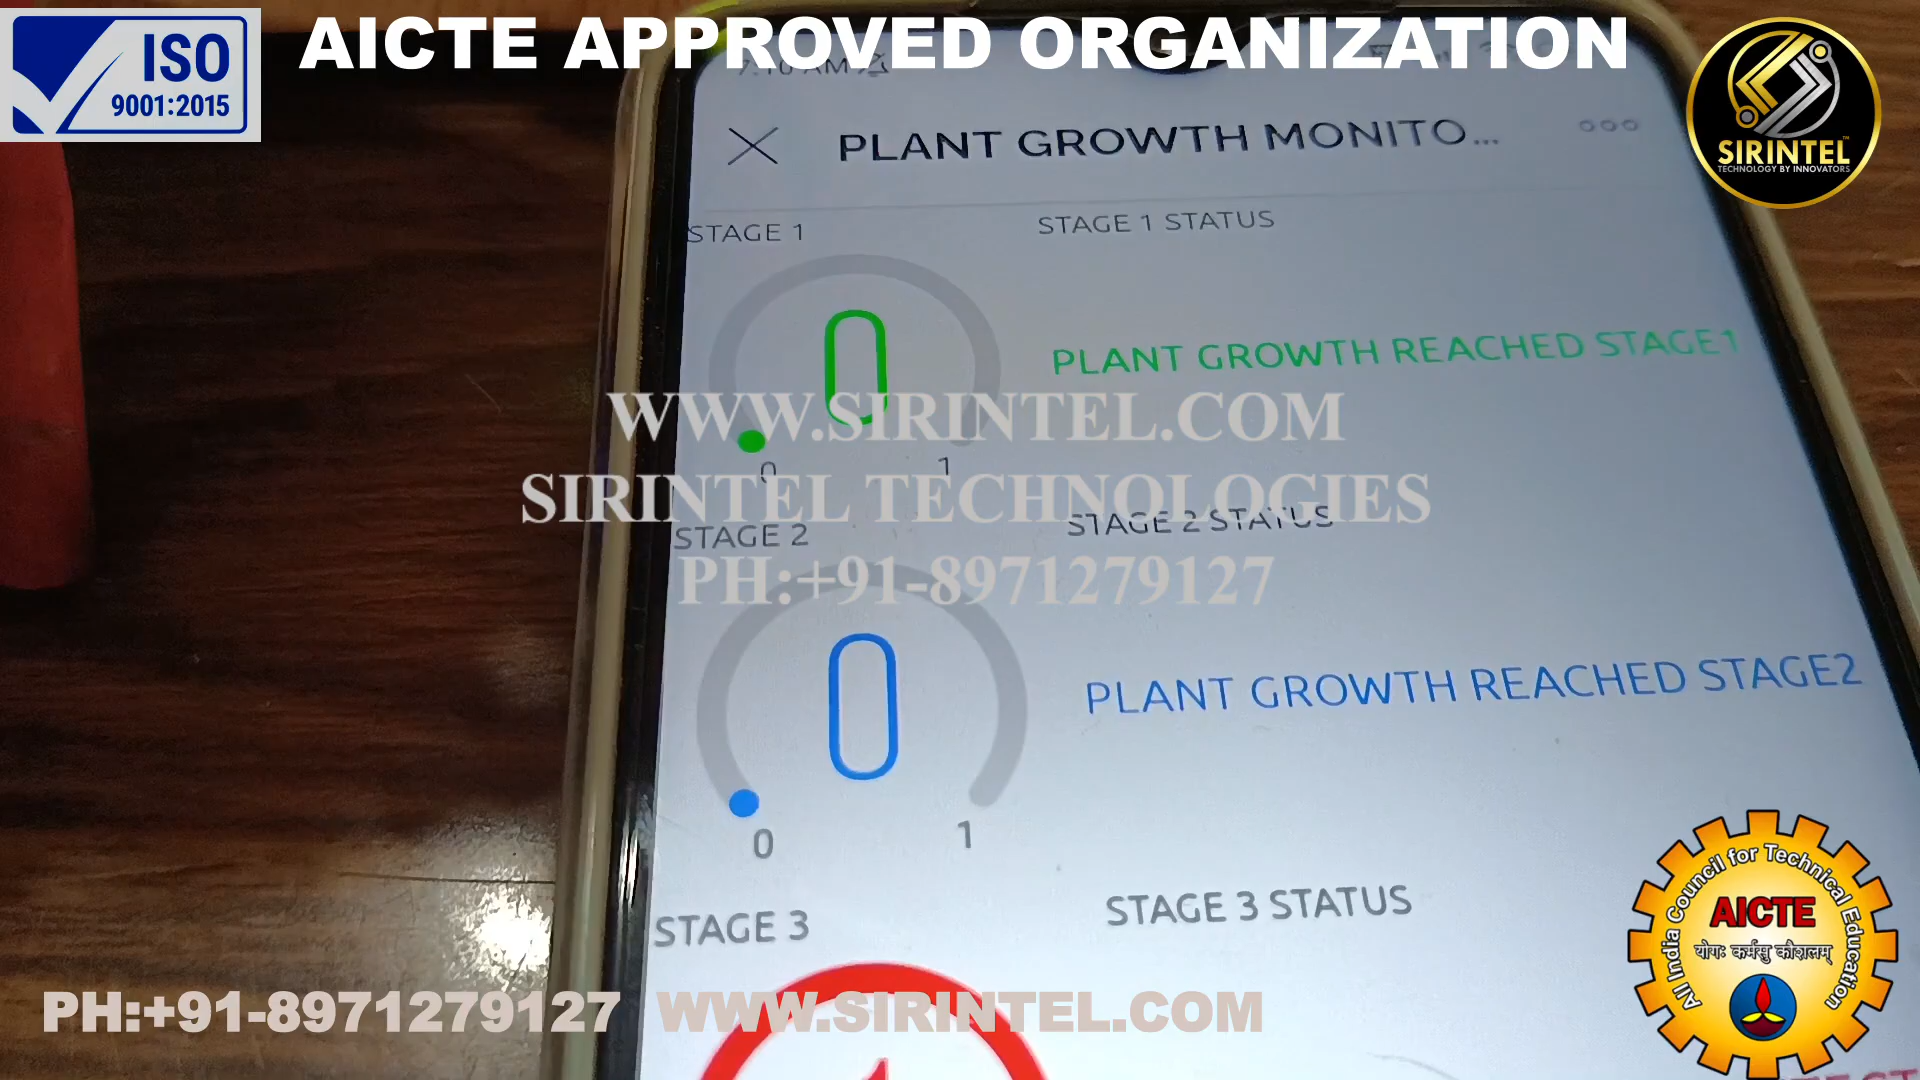 ISO
9001:2015
AICTE APPROVED ORGANIZATION
SIRINTEL
TECHNOLOGY BY INNOVATORS
AM
PLANT GROWTH MONITO...
STAGE 1
STAGE 1 STATUS
0
PLANT GROWTH REACHED STAGE1
0
1
WWW.SIRINTEL.COM
SIRINTEL TECHNOLOGIES
PH:+91-8971279127
STAGE 2
STAGE 2 STATUS
0
PLANT GROWTH REACHED STAGE2
0
1
STAGE 3
STAGE 3 STATUS
PH:+91-8971279127 WWW.SIRINTEL.COM
All India Council for Technical Education
AICTE
योगः कर्मसु कौशलम्